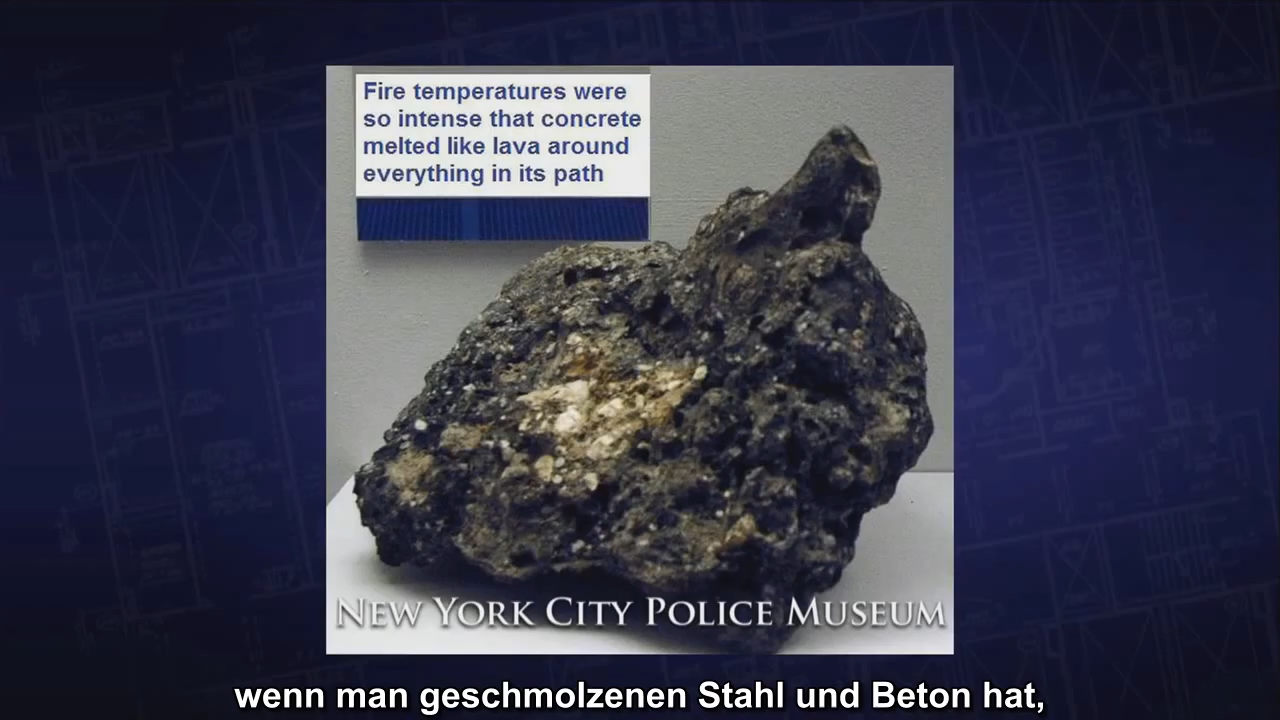 Fire temperatures were
so intense that concrete
melted like lava around
everything in its path
NEW YORK CITY POLICE MUSEUM
wenn man geschmolzenen Stahl und Beton hat,